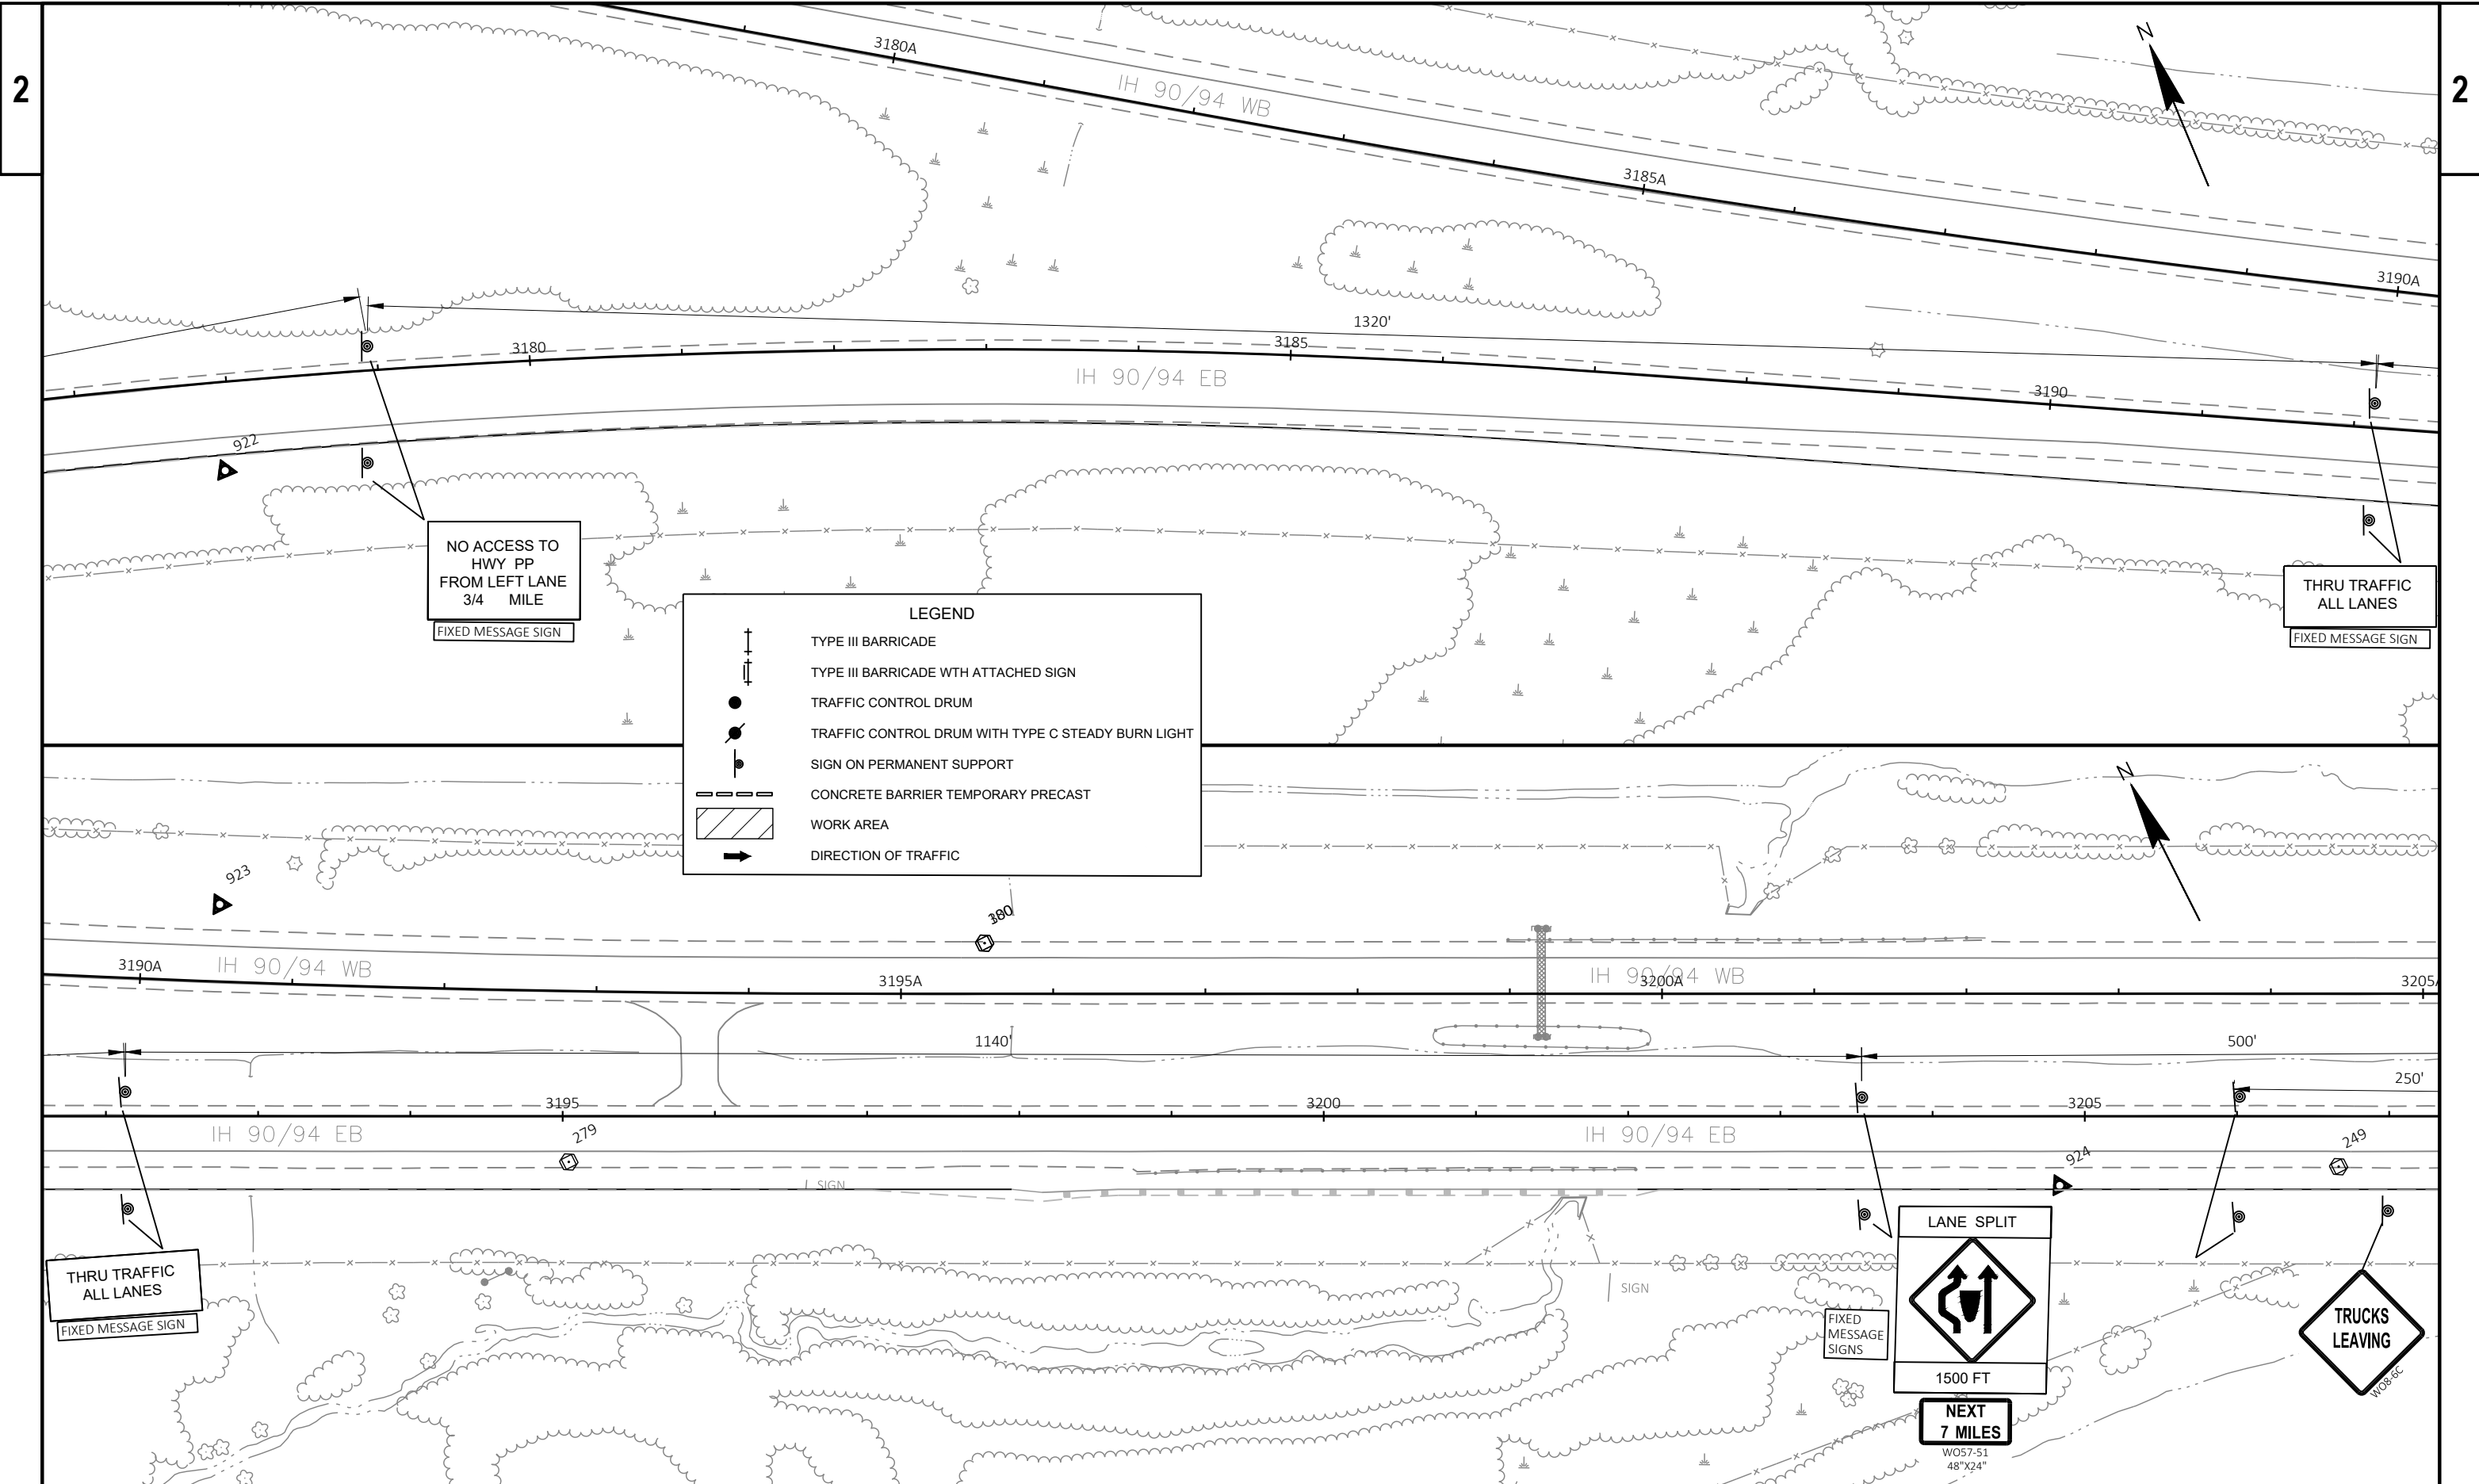 2
2
3180A
IH 90/94 WB
N
3185A
3190A
1320'
3180
3185
IH 90/94 EB
3190
922
NO ACCESS TO
HWY PP
FROM LEFT LANE
3/4 MILE
FIXED MESSAGE SIGN
THRU TRAFFIC
ALL LANES
FIXED MESSAGE SIGN
LEGEND
TYPE III BARRICADE
TYPE III BARRICADE WTH ATTACHED SIGN
TRAFFIC CONTROL DRUM
TRAFFIC CONTROL DRUM WITH TYPE C STEADY BURN LIGHT
SIGN ON PERMANENT SUPPORT
CONCRETE BARRIER TEMPORARY PRECAST
WORK AREA
DIRECTION OF TRAFFIC
N
923
3190A
IH 90/94 WB
3195A
IH 90/94 WB
3200A
3205A
1140'
500'
250'
3195
3200
3205
IH 90/94 EB
279
IH 90/94 EB
924
249
SIGN
THRU TRAFFIC
ALL LANES
FIXED MESSAGE SIGN
SIGN
LANE SPLIT
FIXED
MESSAGE
SIGNS
1500 FT
NEXT
7 MILES
WO57-51
48"X24"
TRUCKS
LEAVING
WO8-6C